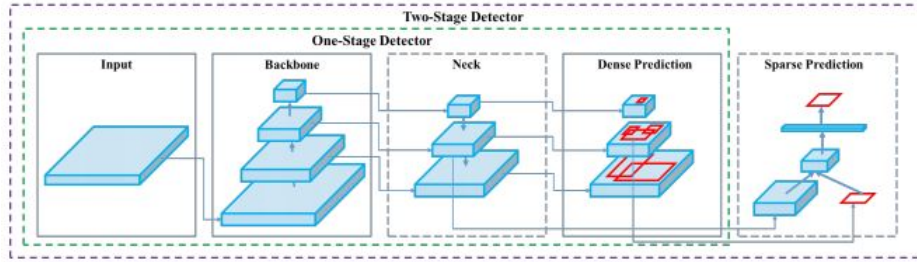 Two-Stage Detector
One-Stage Detector
Input
Backbone
Neck
Dense Prediction
Sparse Prediction